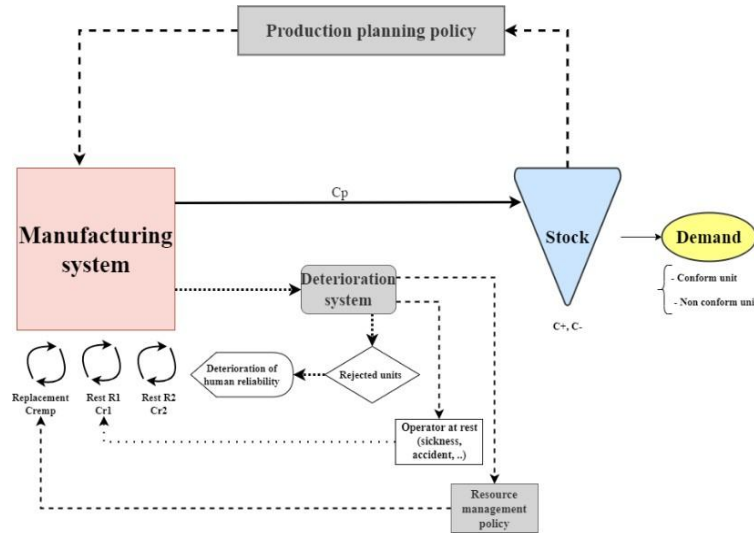 Production planning policy
Cp
Manufacturing
system
Stock
Demand
- Conform unit
- Non conform unit
C+, C-
Deterioration
system
Deterioration of
human reliability
Rejected units
Replacement
Cremp
Rest R1
Cr1
Rest R2
Cr2
Operator at rest
(sickness,
accident, ..)
Resource
management
policy